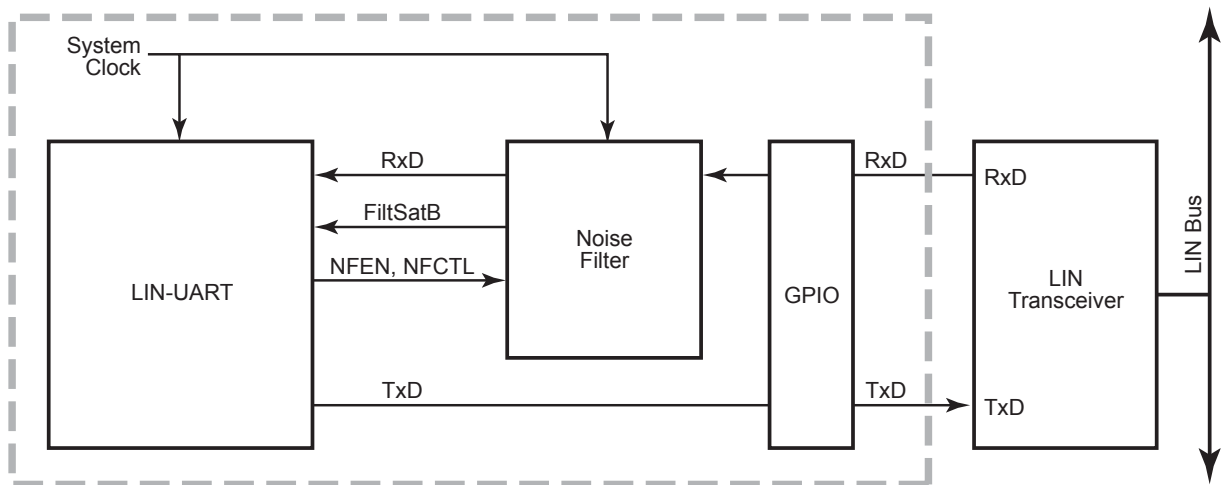 System
Clock
RxD
RxD
RxD
FiltSatB
Noise
Filter
NFEN, NFCTL
LIN-UART
GPIO
LIN
Transceiver
LIN Bus
TxD
TxD
TxD